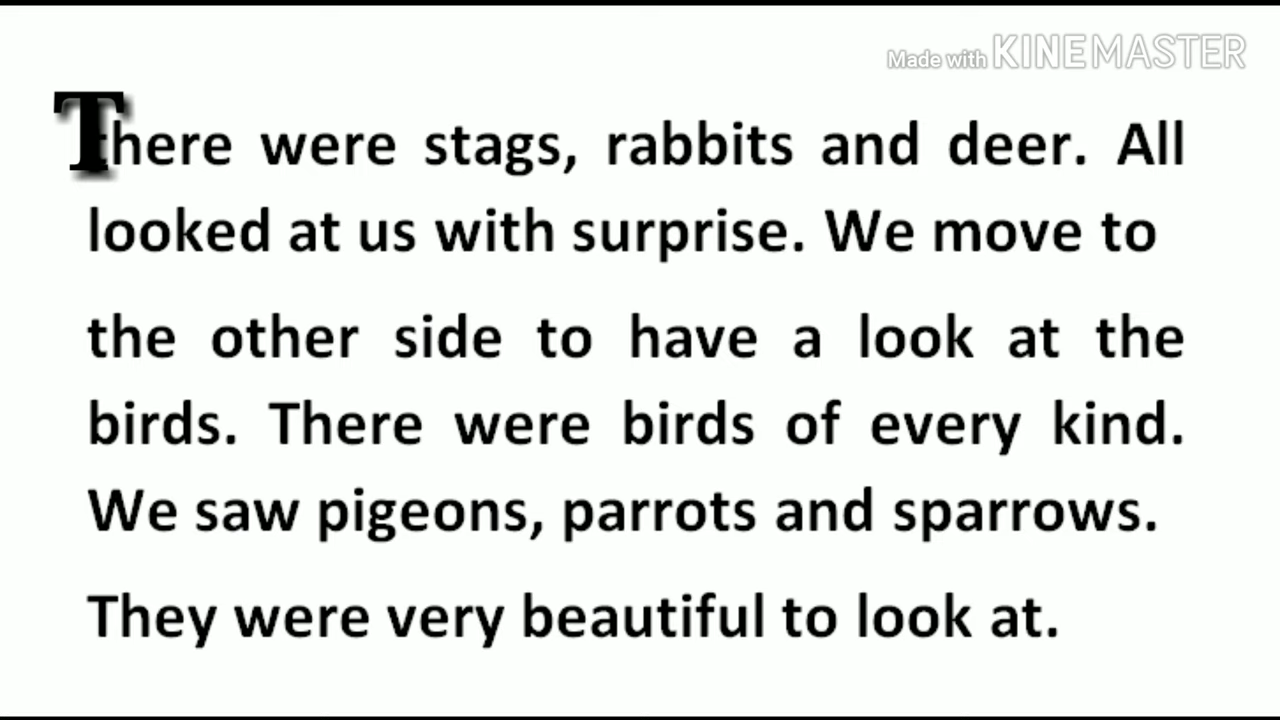 Made with KINEMASTER
There were stags, rabbits and deer. All
looked at us with surprise. We move to
the other side to have a look at the
birds. There were birds of every kind.
We saw pigeons, parrots and sparrows.
They were very beautiful to look at.